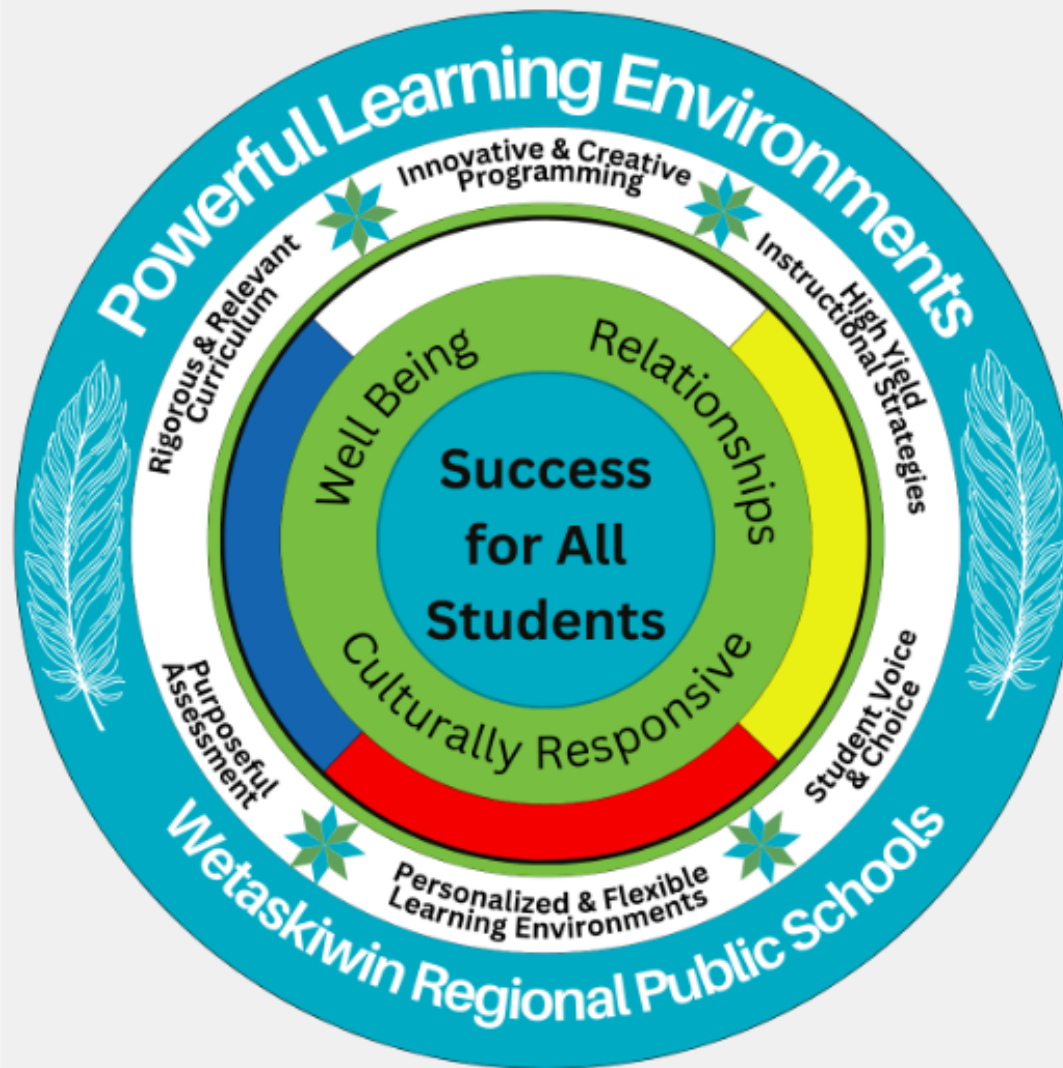 Powerful Learning Environments
Innovative & Creative
Programming
High Yield
Instructional Strategies
Student Voice
& Choice
Personalized & Flexible
Learning Environments
Purposeful
Assessment
Rigorous & Relevant
Curriculum
Well Being
Relationships
Culturally Responsive
Success
for All
Students
Wetaskiwin Regional Public Schools